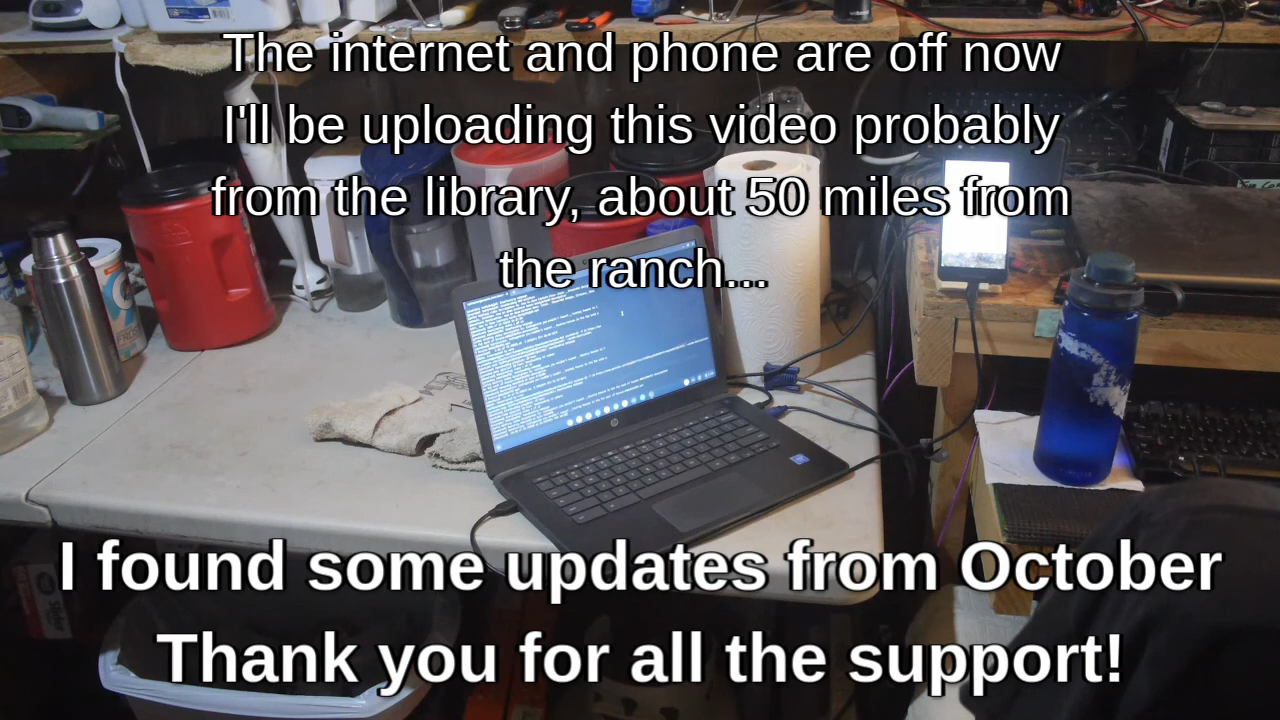 The internet and phone are off now
I'll be uploading this video probably
from the library, about 50 miles from
the ranch...
I found some updates from October
Thank you for all the support!